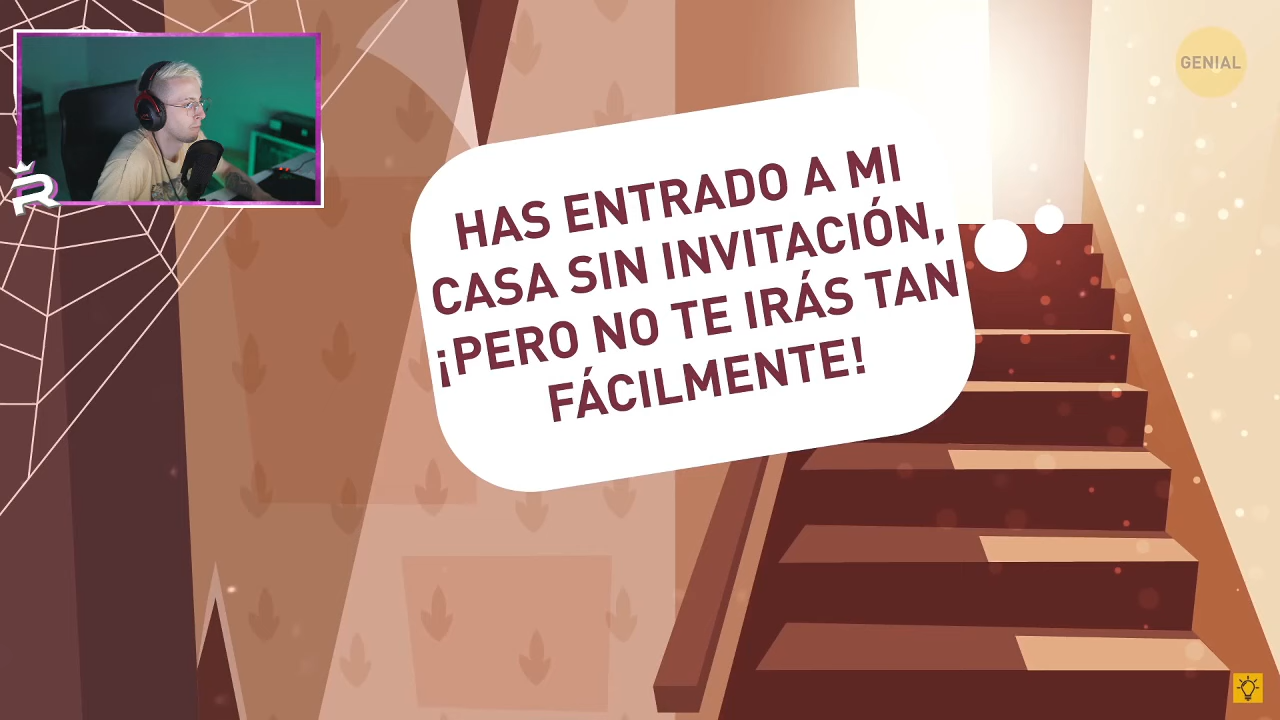 GENIAL
HAS ENTRADO A MI
CASA SIN INVITACIÓN,
¡PERO NO TE IRÁS TAN
FÁCILMENTE!
R